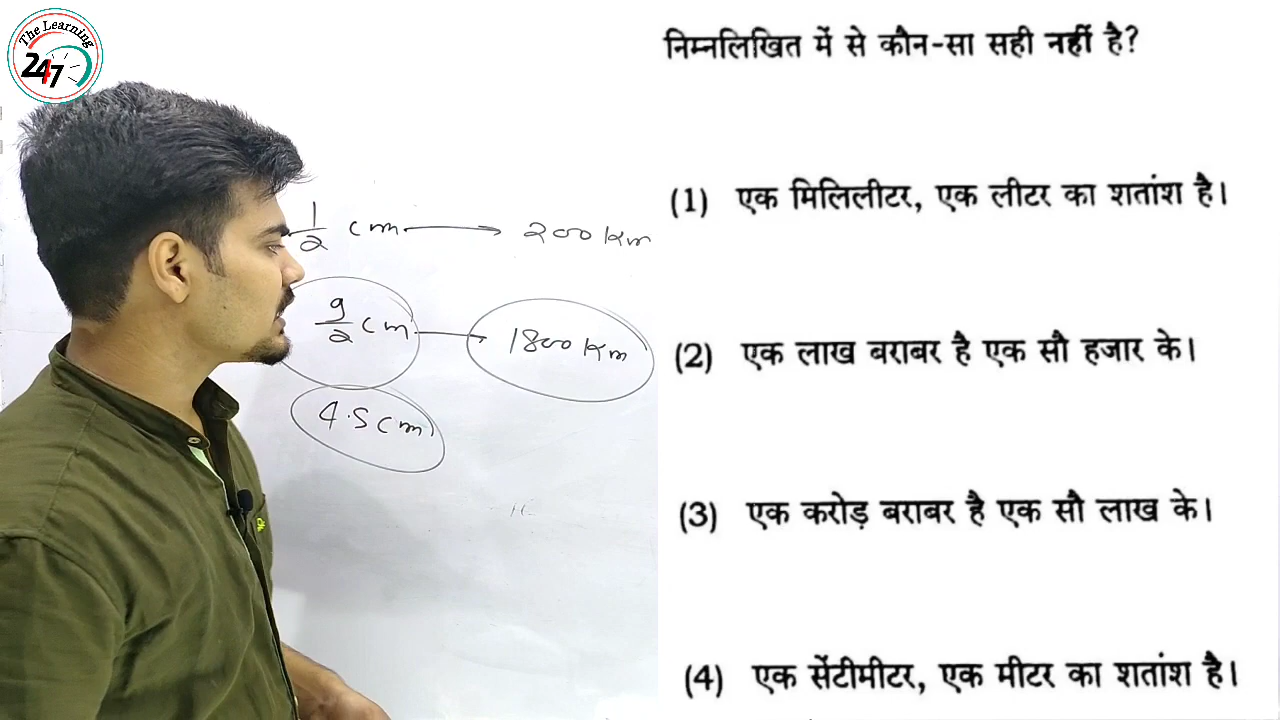 The Learning
247
निम्नलिखित में से कौन-सा सही नहीं है?
(1) एक मिलिलीटर, एक लीटर का शतांश है।
(2) एक लाख बराबर है एक सौ हजार के।
(3) एक करोड़ बराबर है एक सौ लाख के।
(4) एक सेंटीमीटर, एक मीटर का शतांश है।
1/2 cm → 200 km
9/2 cm — 1800 km
4.5 cm